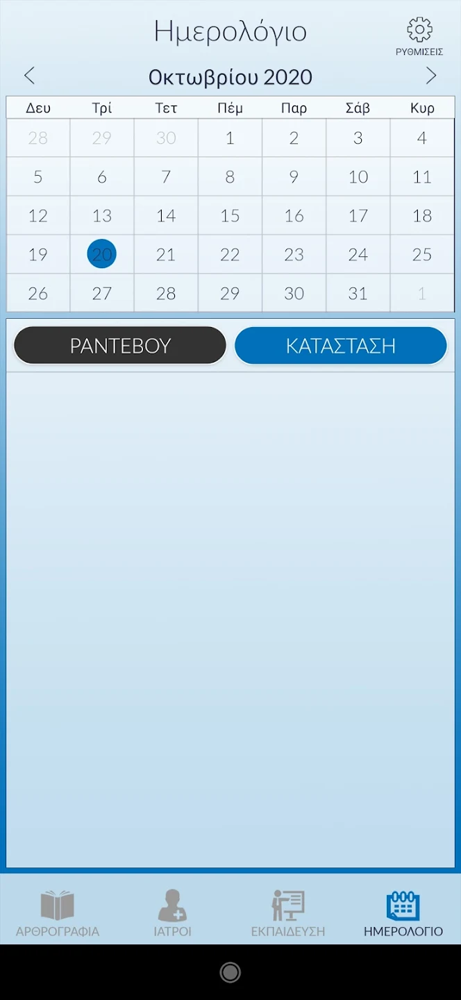 Ημερολόγιο
ΡΥΘΜΙΣΕΙΣ
Οκτωβρίου 2020
Δευ Τρί Τετ Πέμ Παρ Σάβ Κυρ
28 29 30 1 2 3 4
5 6 7 8 9 10 11
12 13 14 15 16 17 18
19 20 21 22 23 24 25
26 27 28 29 30 31 1
ΡΑΝΤΕΒΟΥ ΚΑΤΑΣΤΑΣΗ
ΑΡΘΡΟΓΡΑΦΙΑ ΙΑΤΡΟΙ ΕΚΠΑΙΔΕΥΣΗ ΗΜΕΡΟΛΟΓΙΟ